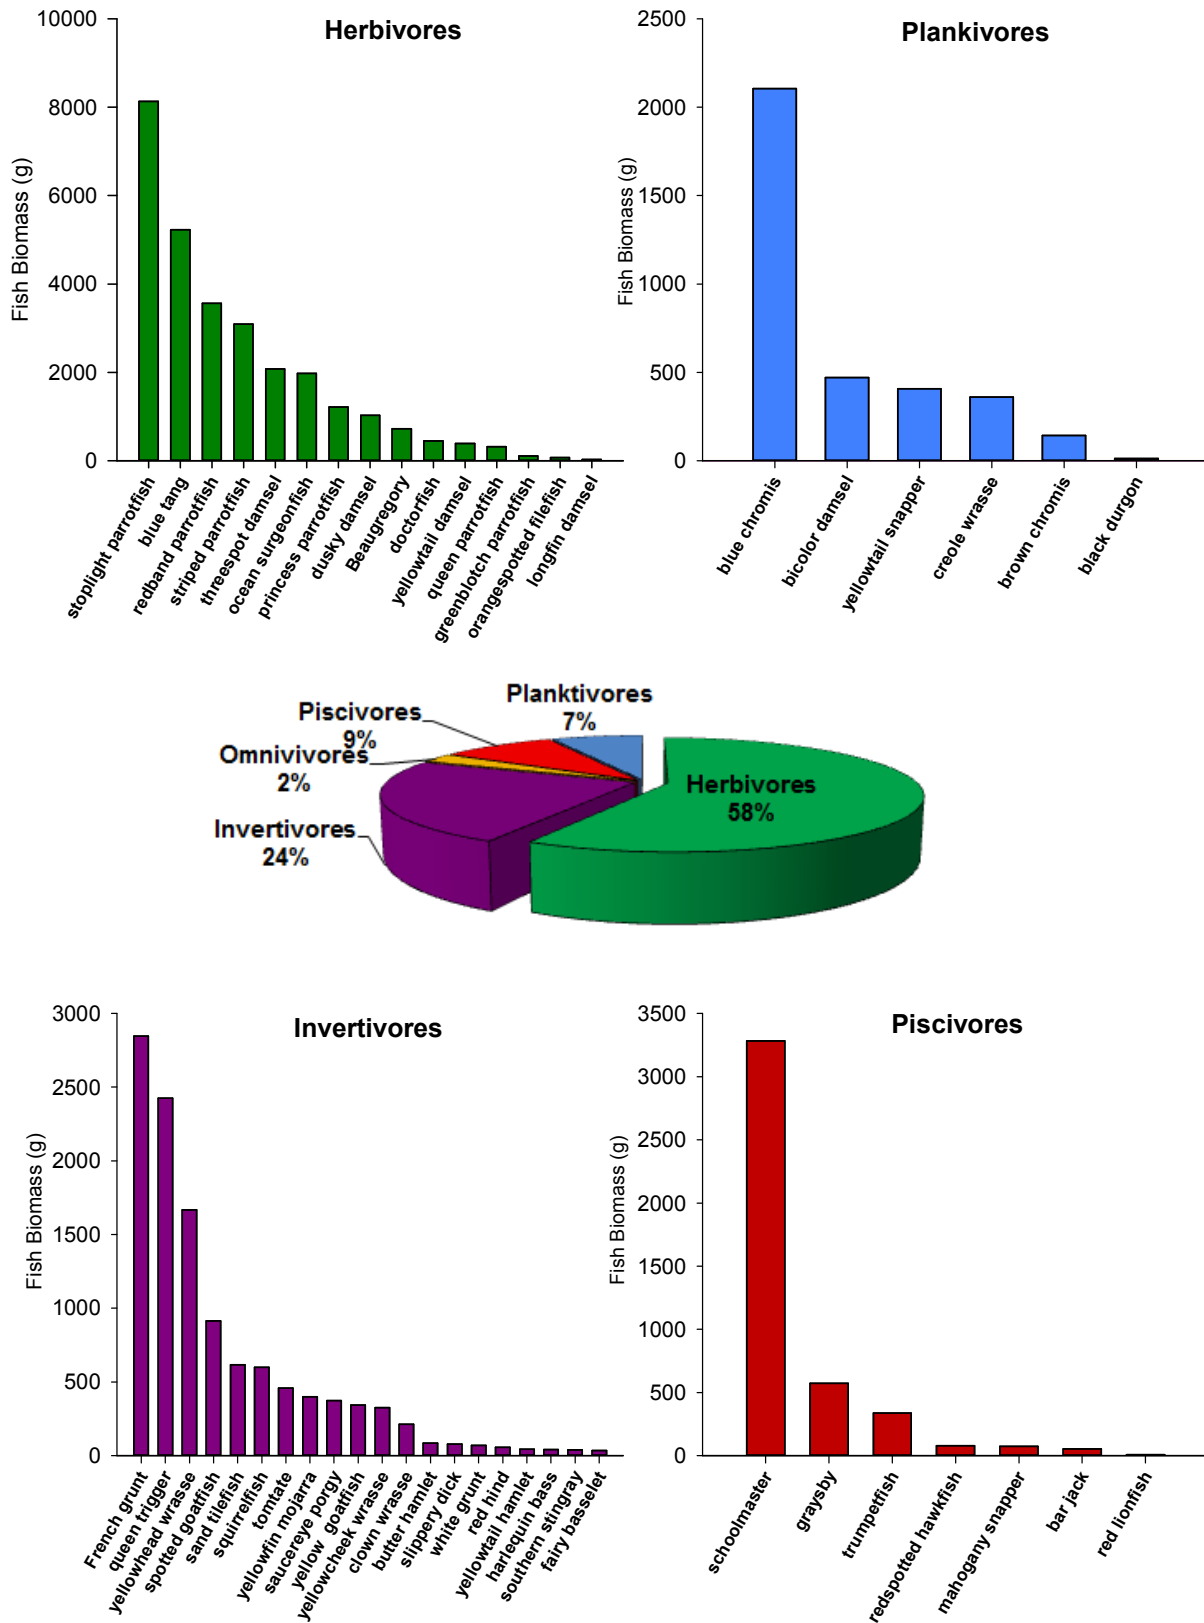 Herbivores
10000
8000
6000
4000
2000
0
Fish Biomass (g)
stoplight parrotfish
blue tang
redband parrotfish
striped parrotfish
threespot damsel
ocean surgeonfish
princess parrotfish
dusky damsel
Beaugregory
doctorfish
yellowtail damsel
queen parrotfish
greenblotch parrotfish
orangespotted filefish
longfin damsel
Plankivores
2500
2000
1500
1000
500
0
Fish Biomass (g)
blue chromis
bicolor damsel
yellowtail snapper
creole wrasse
brown chromis
black durgon
Planktivores
7%
Piscivores
9%
Omnivivores
2%
Herbivores
58%
Invertivores
24%
Invertivores
3000
2500
2000
1500
1000
500
0
Fish Biomass (g)
French grunt
queen trigger
yellowhead wrasse
spotted goatfish
sand tilefish
squirrelfish
tomtate
yellowfin mojarra
saucereye porgy
yellow goatfish
yellowcheek wrasse
clown wrasse
butter hamlet
slippery dick
white grunt
red hind
yellowtail hamlet
harlequin bass
southern stingray
fairy basselet
Piscivores
3500
3000
2500
2000
1500
1000
500
0
Fish Biomass (g)
schoolmaster
graysby
trumpetfish
redspotted hawkfish
mahogany snapper
bar jack
red lionfish